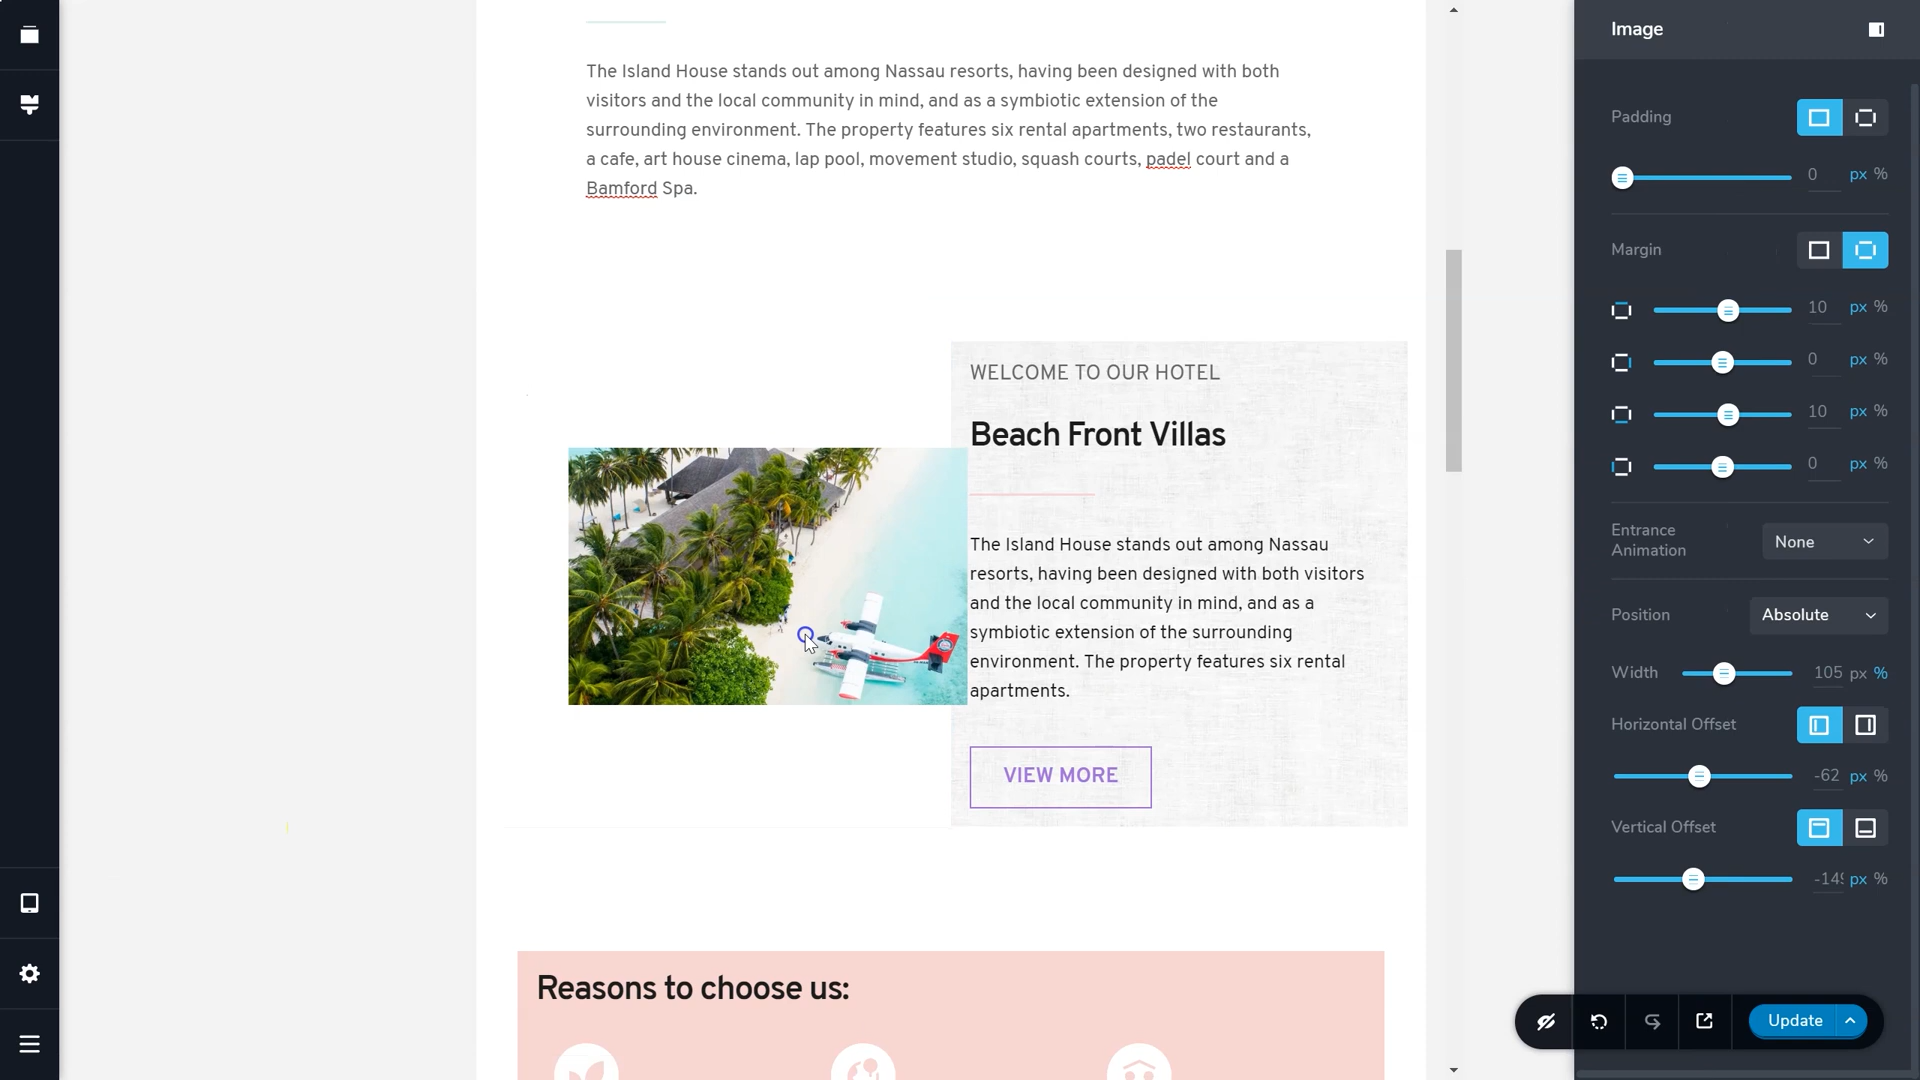 Image
The Island House stands out among Nassau resorts, having been designed with both
visitors and the local community in mind, and as a symbiotic extension of the
surrounding environment. The property features six rental apartments, two restaurants,
a cafe, art house cinema, lap pool, movement studio, squash courts, padel court and a
Bamford Spa.
WELCOME TO OUR HOTEL
Beach Front Villas
The Island House stands out among Nassau
resorts, having been designed with both visitors
and the local community in mind, and as a
symbiotic extension of the surrounding
environment. The property features six rental
apartments.
VIEW MORE
Reasons to choose us:
Padding
0 px %
Margin
10 px %
0 px %
10 px %
0 px %
Entrance
Animation
None
Position
Absolute
Width
105 px %
Horizontal Offset
-62 px %
Vertical Offset
px %
Update